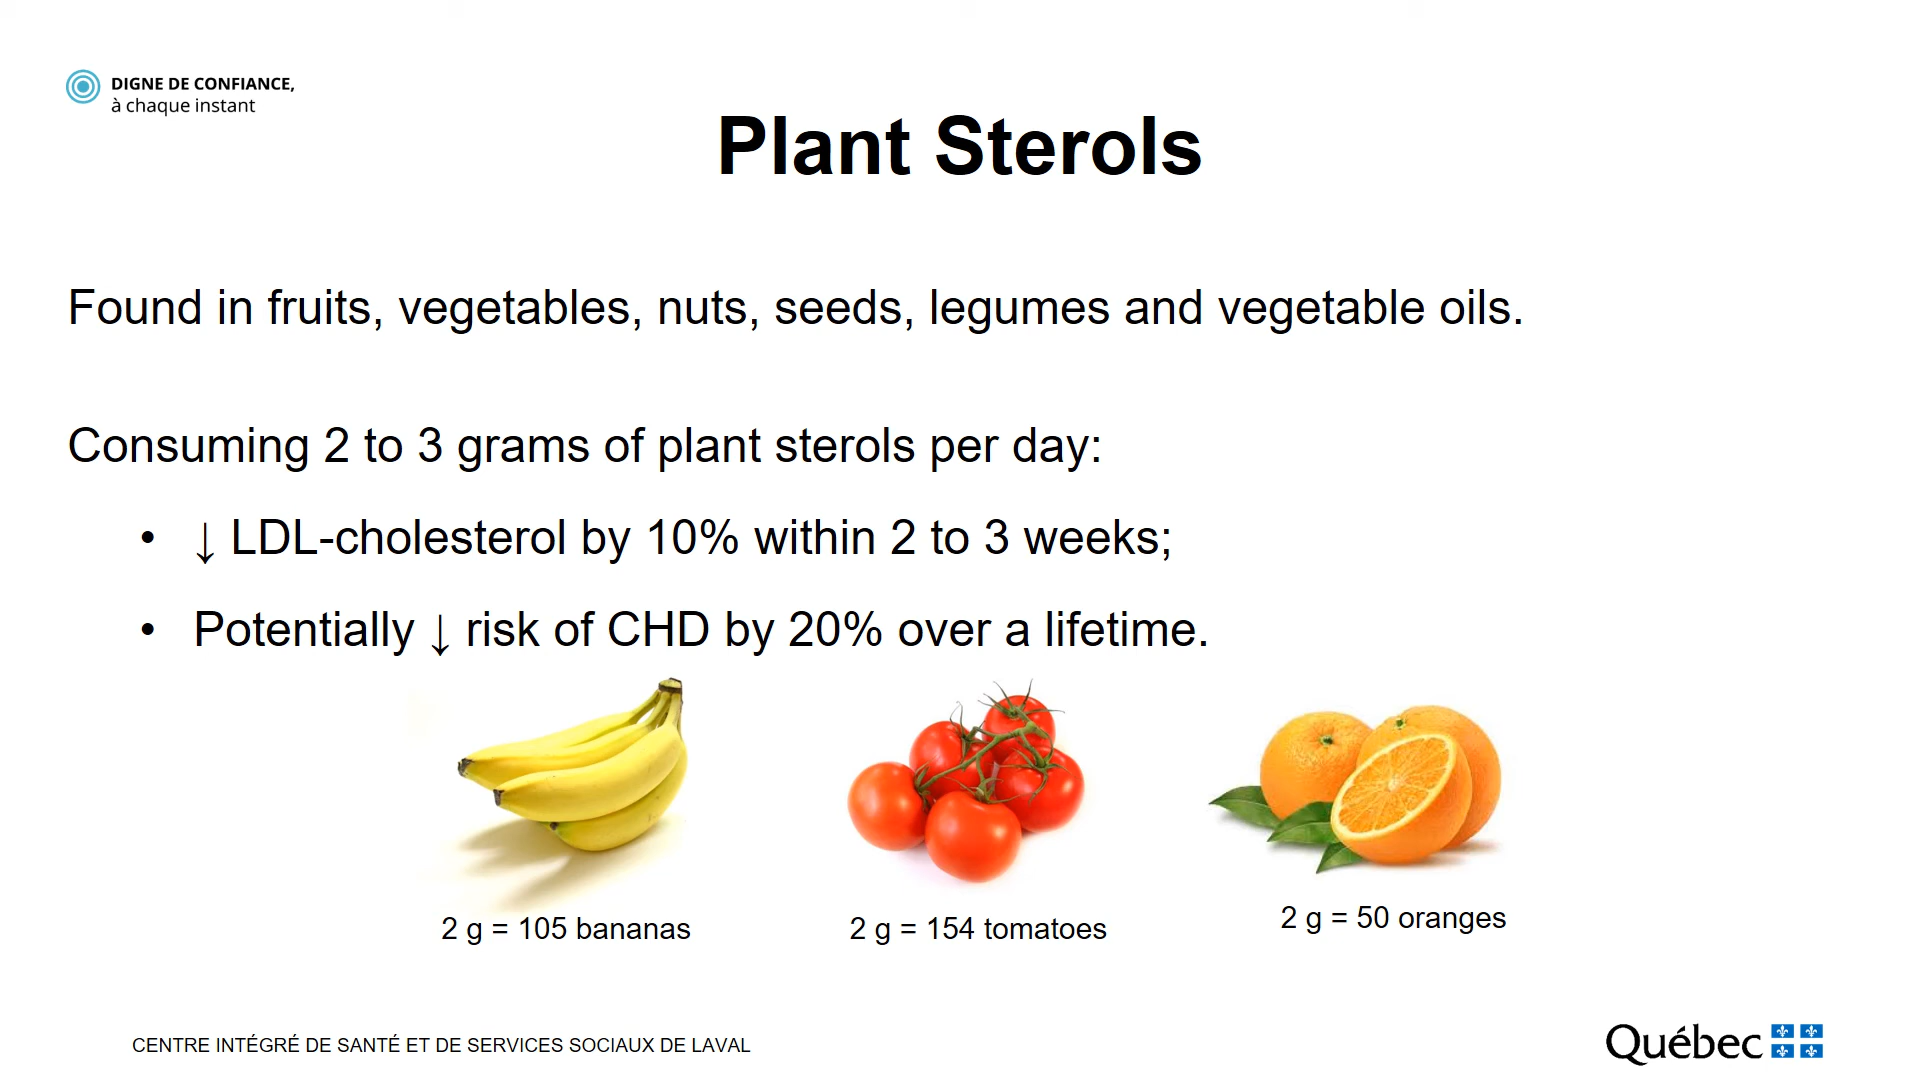 DIGNE DE CONFIANCE,
à chaque instant
Plant Sterols
Found in fruits, vegetables, nuts, seeds, legumes and vegetable oils.
Consuming 2 to 3 grams of plant sterols per day:
• ↓ LDL-cholesterol by 10% within 2 to 3 weeks;
• Potentially ↓ risk of CHD by 20% over a lifetime.
2 g = 105 bananas
2 g = 154 tomatoes
2 g = 50 oranges
CENTRE INTÉGRÉ DE SANTÉ ET DE SERVICES SOCIAUX DE LAVAL
Québec